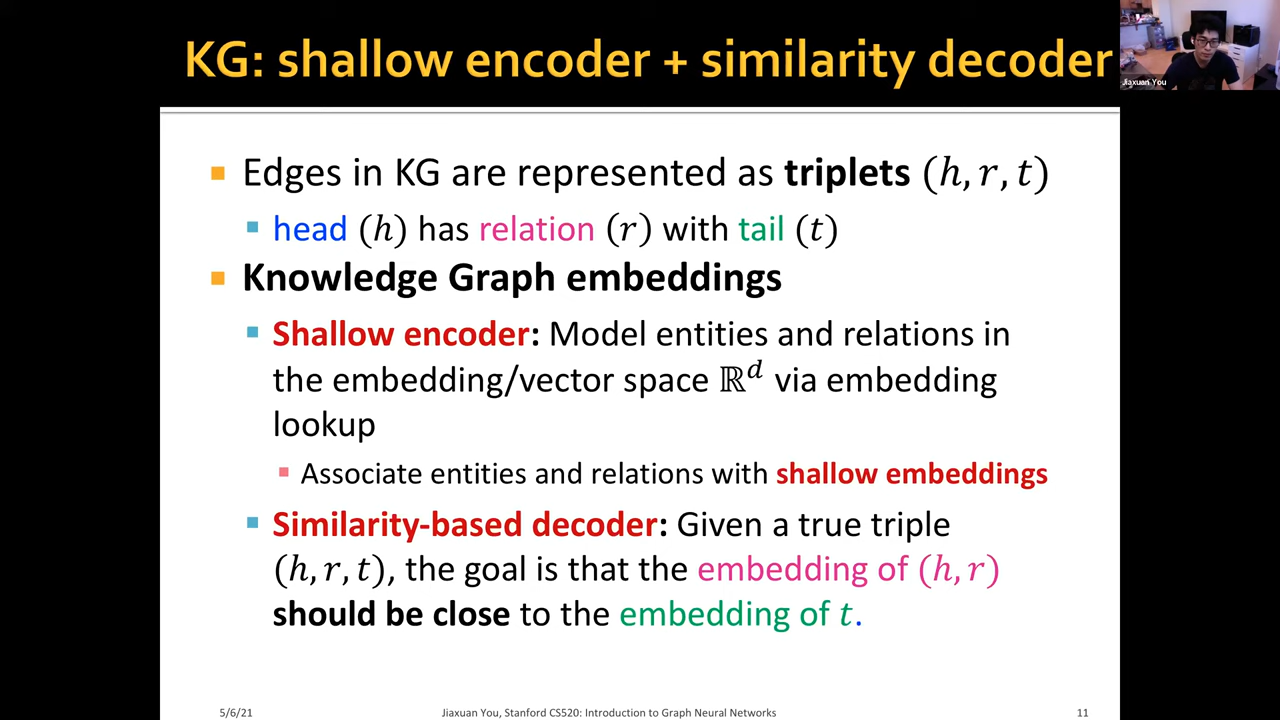 KG: shallow encoder + similarity decoder
Jiaxuan You
Edges in KG are represented as triplets (h, r, t)
head (h) has relation (r) with tail (t)
Knowledge Graph embeddings
Shallow encoder: Model entities and relations in
the embedding/vector space ℝ^d via embedding
lookup
Associate entities and relations with shallow embeddings
Similarity-based decoder: Given a true triple
(h, r, t), the goal is that the embedding of (h, r)
should be close to the embedding of t.
5/6/21
Jiaxuan You, Stanford CS520: Introduction to Graph Neural Networks
11